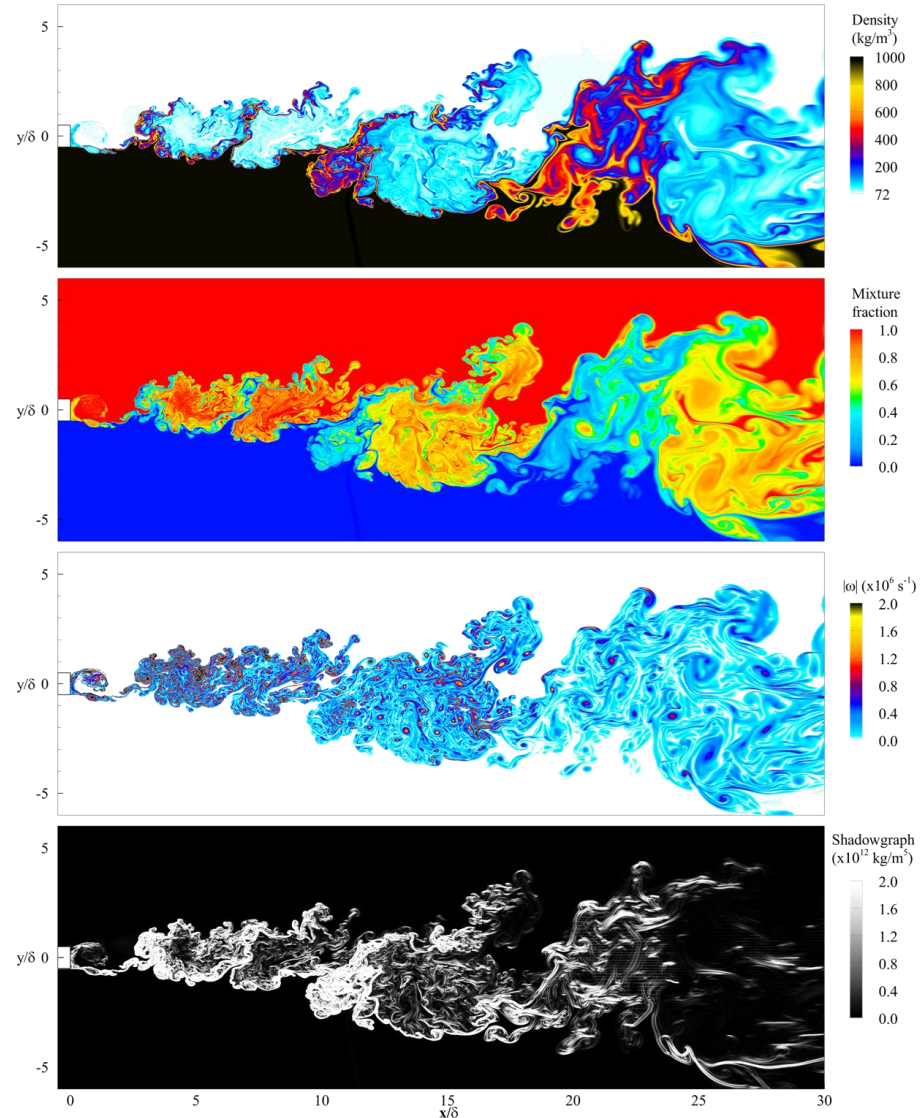 5
y/δ 0
-5
Density
(kg/m³)
1000
800
600
400
200
72
5
y/δ 0
-5
Mixture
fraction
1.0
0.8
0.6
0.4
0.2
0.0
5
y/δ 0
-5
|ω| (x10⁶ s⁻¹)
2.0
1.6
1.2
0.8
0.4
0.0
5
y/δ 0
-5
Shadowgraph
(x10¹² kg/m⁵)
2.0
1.6
1.2
0.8
0.4
0.0
0 5 10 15 20 25 30
x/δ